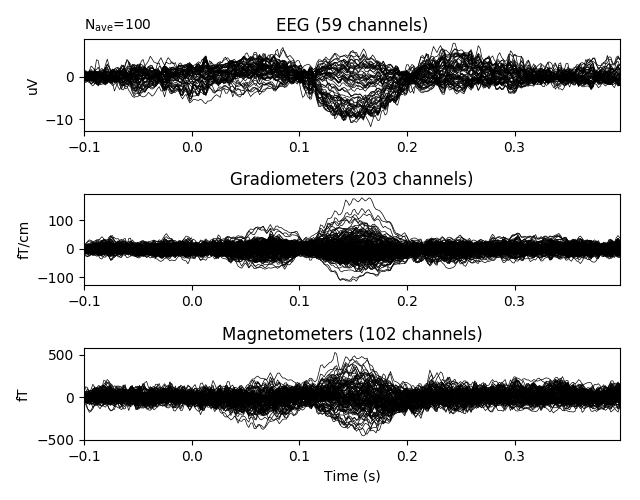 N_ave=100
EEG (59 channels)
uV
0
−10
−0.1 0.0 0.1 0.2 0.3
Gradiometers (203 channels)
fT/cm
100
0
−100
−0.1 0.0 0.1 0.2 0.3
Magnetometers (102 channels)
fT
500
0
−500
−0.1 0.0 0.1 0.2 0.3
Time (s)